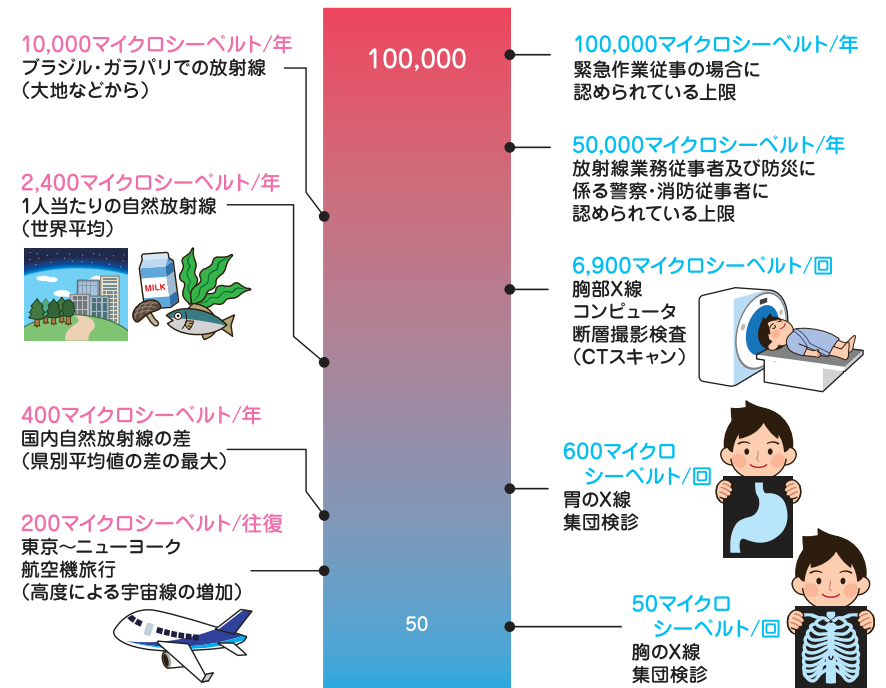 10,000マイクロシーベルト/年
ブラジル・ガラパリでの放射線
（大地などから）
2,400マイクロシーベルト/年
1人当たりの自然放射線
（世界平均）
MILK
400マイクロシーベルト/年
国内自然放射線の差
（県別平均値の差の最大）
200マイクロシーベルト/往復
東京～ニューヨーク
航空機旅行
（高度による宇宙線の増加）
100,000
50
100,000マイクロシーベルト/年
緊急作業従事の場合に
認められている上限
50,000マイクロシーベルト/年
放射線業務従事者及び防災に
係る警察・消防従事者に
認められている上限
6,900マイクロシーベルト/回
胸部X線
コンピュータ
断層撮影検査
（CTスキャン）
600マイクロ
シーベルト/回
胃のX線
集団検診
50マイクロ
シーベルト/回
胸のX線
集団検診